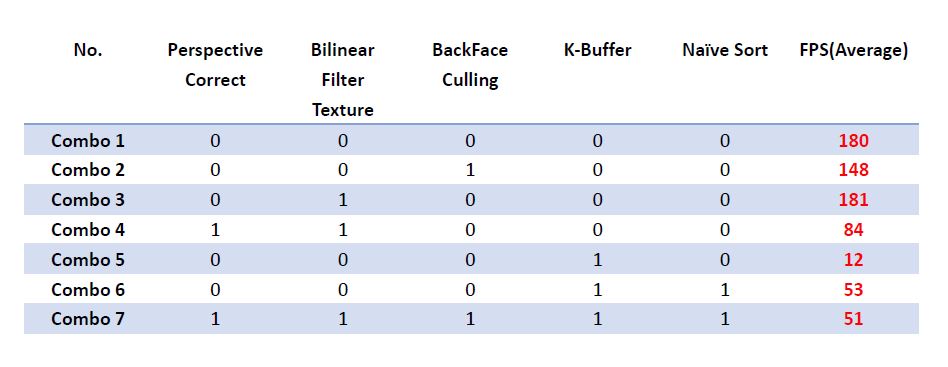 No. Perspective Correct Bilinear Filter Texture BackFace Culling K-Buffer Naïve Sort FPS(Average)
Combo 1 0 0 0 0 0 180
Combo 2 0 0 1 0 0 148
Combo 3 0 1 0 0 0 181
Combo 4 1 1 0 0 0 84
Combo 5 0 0 0 1 0 12
Combo 6 0 0 0 1 1 53
Combo 7 1 1 1 1 1 51